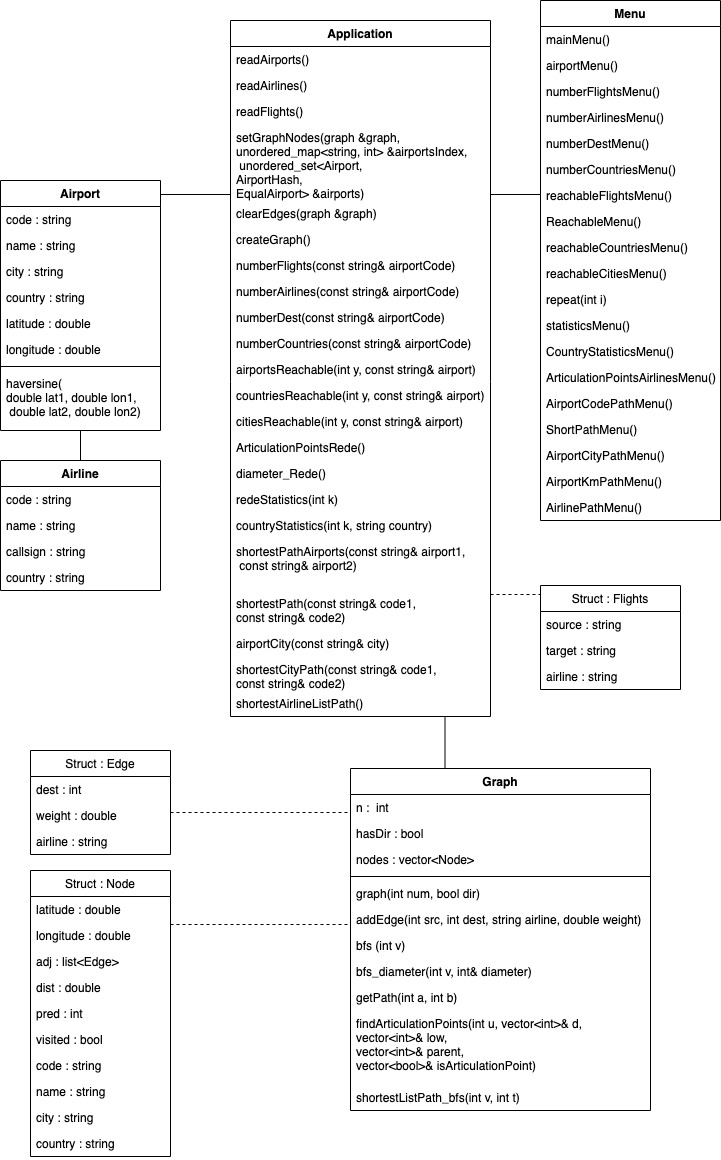 Application
readAirports()
readAirlines()
readFlights()
setGraphNodes(graph &graph,
unordered_map<string, int> &airportsIndex,
unordered_set<Airport,
AirportHash,
EqualAirport> &airports)
clearEdges(graph &graph)
createGraph()
numberFlights(const string& airportCode)
numberAirlines(const string& airportCode)
numberDest(const string& airportCode)
numberCountries(const string& airportCode)
airportsReachable(int y, const string& airport)
countriesReachable(int y, const string& airport)
citiesReachable(int y, const string& airport)
ArticulationPointsRede()
diameter_Rede()
redeStatistics(int k)
countryStatistics(int k, string country)
shortestPathAirports(const string& airport1,
const string& airport2)
shortestPath(const string& code1,
const string& code2)
airportCity(const string& city)
shortestCityPath(const string& code1,
const string& code2)
shortestAirlineListPath()
Menu
mainMenu()
airportMenu()
numberFlightsMenu()
numberAirlinesMenu()
numberDestMenu()
numberCountriesMenu()
reachableFlightsMenu()
ReachableMenu()
reachableCountriesMenu()
reachableCitiesMenu()
repeat(int i)
statisticsMenu()
CountryStatisticsMenu()
ArticulationPointsAirlinesMenu()
AirportCodePathMenu()
ShortPathMenu()
AirportCityPathMenu()
AirportKmPathMenu()
AirlinePathMenu()
Airport
code : string
name : string
city : string
country : string
latitude : double
longitude : double
haversine(
double lat1, double lon1,
double lat2, double lon2)
Airline
code : string
name : string
callsign : string
country : string
Struct : Flights
source : string
target : string
airline : string
Struct : Edge
dest : int
weight : double
airline : string
Graph
n : int
hasDir : bool
nodes : vector<Node>
graph(int num, bool dir)
addEdge(int src, int dest, string airline, double weight)
bfs (int v)
bfs_diameter(int v, int& diameter)
getPath(int a, int b)
findArticulationPoints(int u, vector<int>& d,
vector<int>& low,
vector<int>& parent,
vector<bool>& isArticulationPoint)
shortestListPath_bfs(int v, int t)
Struct : Node
latitude : double
longitude : double
adj : list<Edge>
dist : double
pred : int
visited : bool
code : string
name : string
city : string
country : string